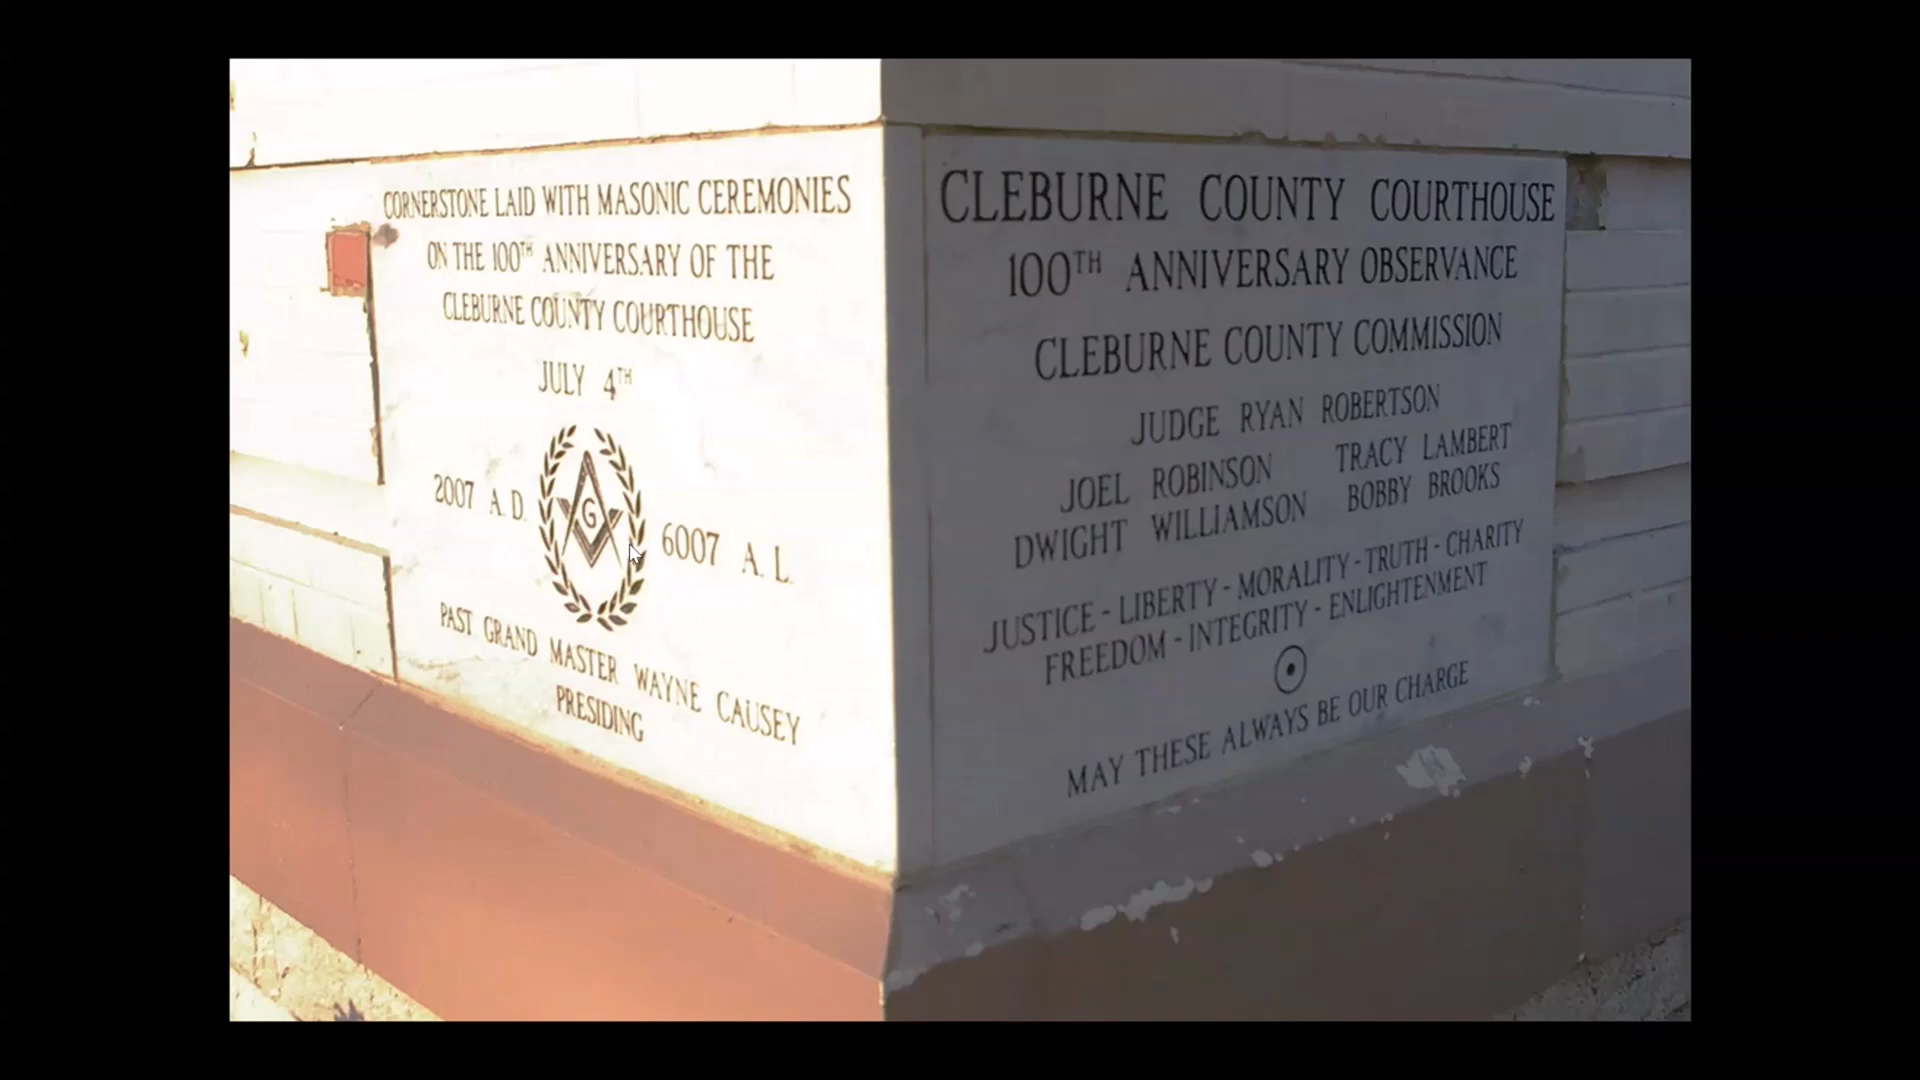 CORNERSTONE LAID WITH MASONIC CEREMONIES
ON THE 100TH ANNIVERSARY OF THE
CLEBURNE COUNTY COURTHOUSE
JULY 4TH
2007 A.D. G 6007 A.L.
PAST GRAND MASTER WAYNE CAUSEY
PRESIDING
CLEBURNE COUNTY COURTHOUSE
100TH ANNIVERSARY OBSERVANCE
CLEBURNE COUNTY COMMISSION
JUDGE RYAN ROBERTSON
JOEL ROBINSON TRACY LAMBERT
DWIGHT WILLIAMSON BOBBY BROOKS
JUSTICE - LIBERTY - MORALITY - TRUTH - CHARITY
FREEDOM - INTEGRITY - ENLIGHTENMENT
MAY THESE ALWAYS BE OUR CHARGE